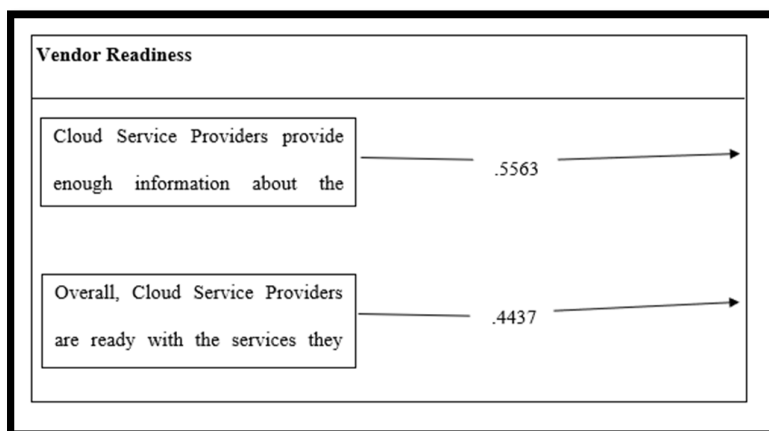 Vendor Readiness
Cloud Service Providers provide
enough information about the
.5563
Overall, Cloud Service Providers
are ready with the services they
.4437